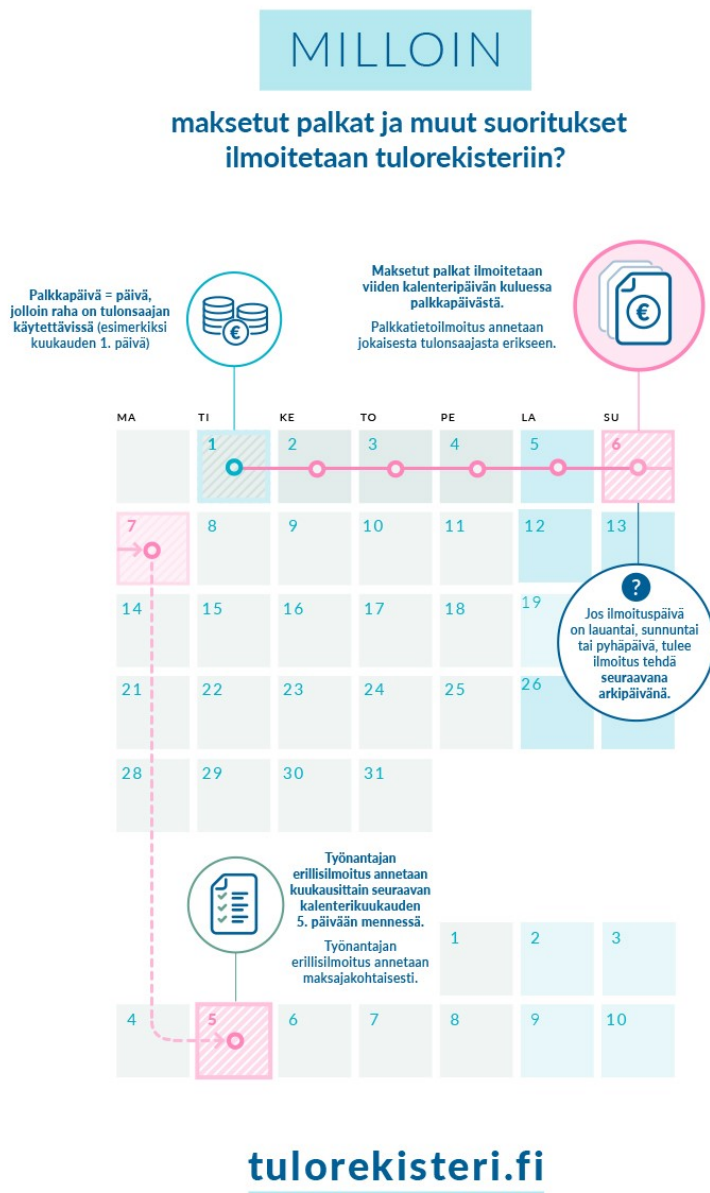 MILLOIN
maksetut palkat ja muut suoritukset
ilmoitetaan tulorekisteriin?
Palkkapäivä = päivä,
jolloin raha on tulonsaajan
käytettävissä (esimerkiksi
kuukauden 1. päivä)
€
Maksetut palkat ilmoitetaan
viiden kalenteripäivän kuluessa
palkkapäivästä.
Palkkatietoilmoitus annetaan
jokaisesta tulonsaajasta erikseen.
€
MA TI KE TO PE LA SU
1 2 3 4 5 6
7 8 9 10 11 12 13
14 15 16 17 18 19
?
Jos ilmoituspäivä
on lauantai, sunnuntai
tai pyhäpäivä, tulee
ilmoitus tehdä
seuraavana
arkipäivänä.
21 22 23 24 25 26
28 29 30 31
Työnantajan
erillisilmoitus annetaan
kuukausittain seuraavan
kalenterikuukauden
5. päivään mennessä.
Työnantajan
erillisilmoitus annetaan
maksajakohtaisesti.
1 2 3
4 5 6 7 8 9 10
tulorekisteri.fi